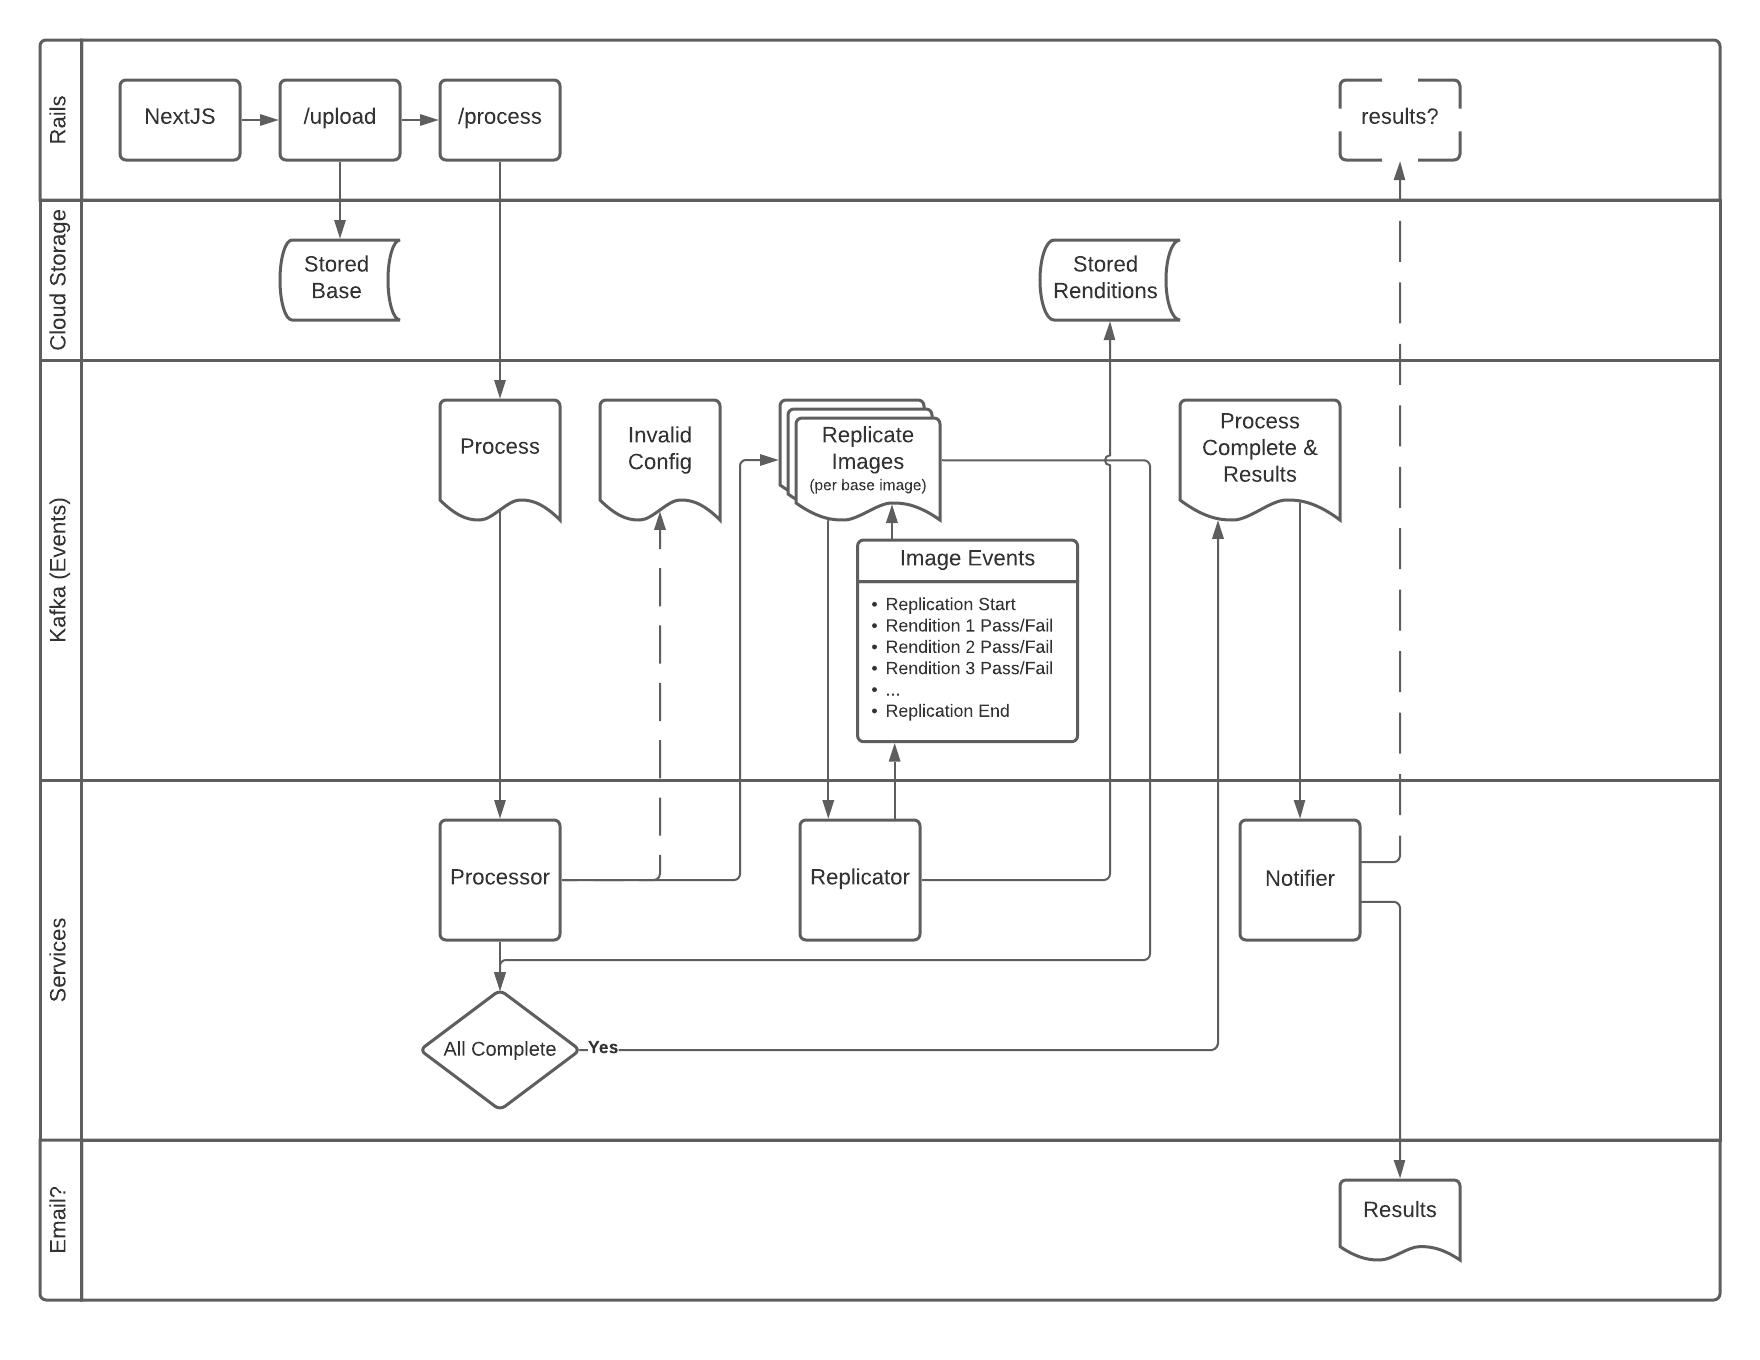 Rails
NextJS
/upload
/process
results?
Cloud Storage
Stored
Base
Stored
Renditions
Kafka (Events)
Process
Invalid
Config
Replicate
Images
(per base image)
Process
Complete &
Results
Image Events
• Replication Start
• Rendition 1 Pass/Fail
• Rendition 2 Pass/Fail
• Rendition 3 Pass/Fail
• ...
• Replication End
Services
Processor
Replicator
Notifier
All Complete
Yes
Email?
Results